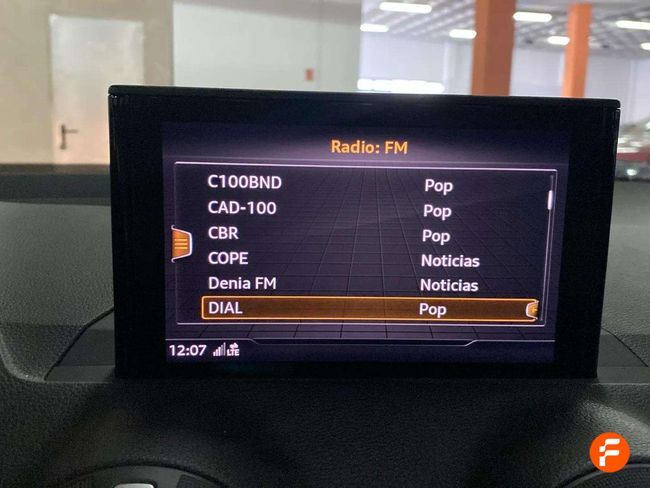 Radio: FM
C100BND Pop
CAD-100 Pop
CBR Pop
COPE Noticias
Denia FM Noticias
DIAL Pop
12:07 LTE